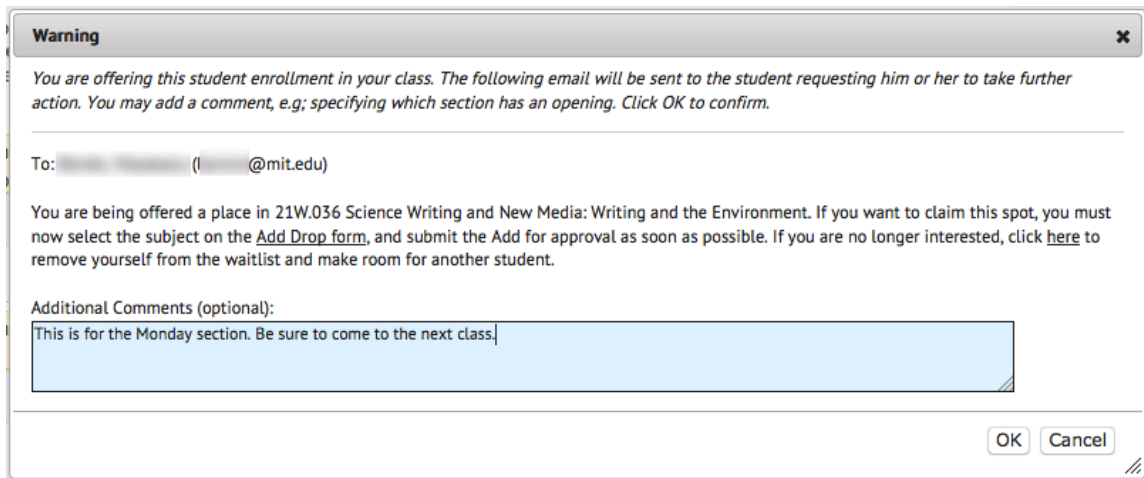 Warning
You are offering this student enrollment in your class. The following email will be sent to the student requesting him or her to take further
action. You may add a comment, e.g; specifying which section has an opening. Click OK to confirm.
To: (l @mit.edu)
You are being offered a place in 21W.036 Science Writing and New Media: Writing and the Environment. If you want to claim this spot, you must
now select the subject on the Add Drop form, and submit the Add for approval as soon as possible. If you are no longer interested, click here to
remove yourself from the waitlist and make room for another student.
Additional Comments (optional):
This is for the Monday section. Be sure to come to the next class.
OK Cancel